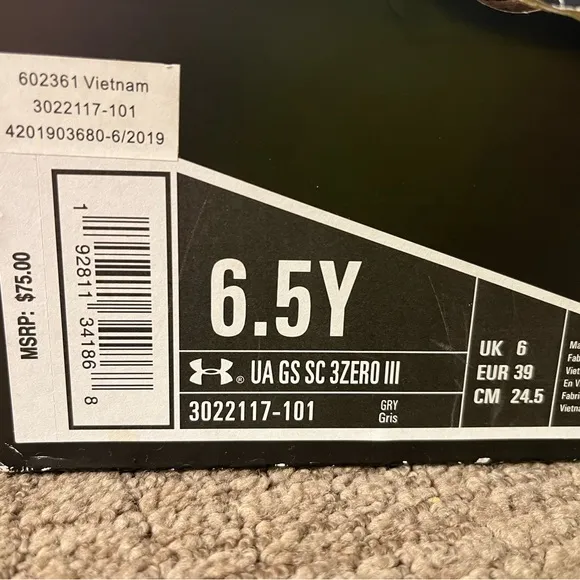 602361 Vietnam
3022117-101
4201903680-6/2019
MSRP: $75.00
1 92811 34186 8
6.5Y
® UA GS SC 3ZERO III
3022117-101
GRY
Gris
UK 6
EUR 39
CM 24.5